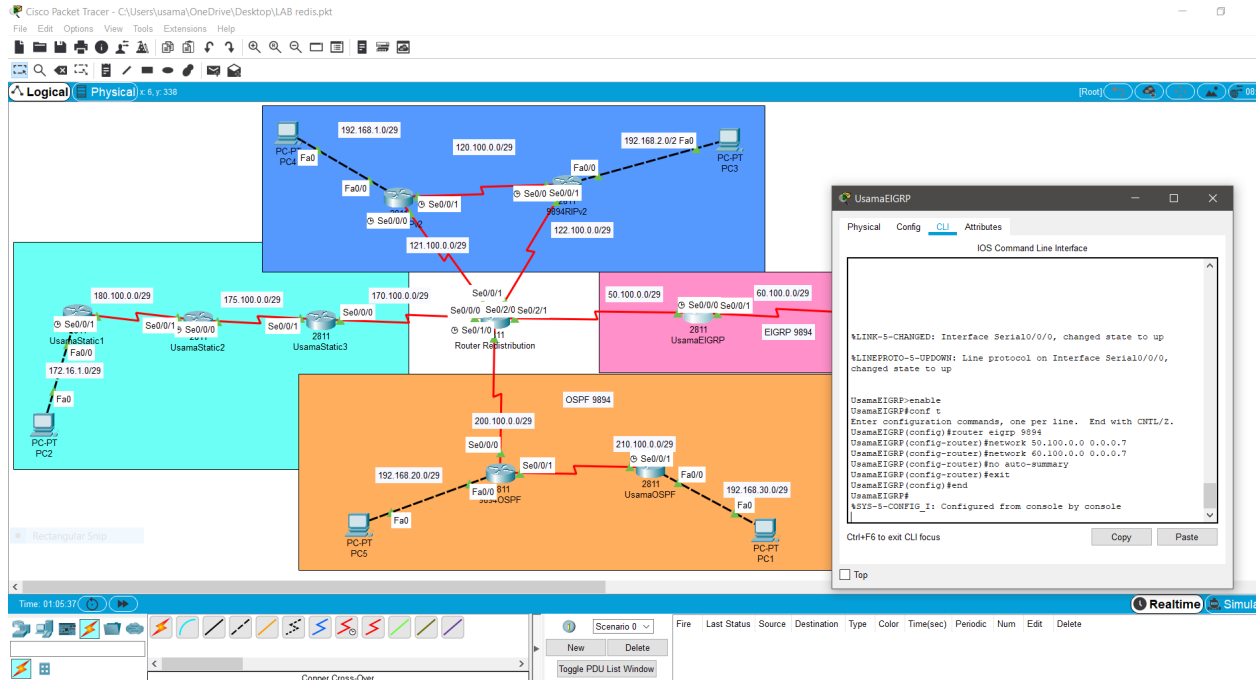 Cisco Packet Tracer - C:\Users\usama\OneDrive\Desktop\LAB redis.pkt
File Edit Options View Tools Extensions Help
Logical Physical x: 6, y: 338
[Root]
08:
192.168.1.0/29
PC-PT
PC4
Fa0
120.100.0.0/29
192.168.2.0/2 Fa0
PC-PT
PC3
Fa0/0
Fa0/0
Se0/0/1
Se0/0 Se0/0/1
2811
9894RIPv2
Se0/0/0
121.100.0.0/29
122.100.0.0/29
180.100.0.0/29
175.100.0.0/29
170.100.0.0/29
Se0/0/1
Se0/0/1
Se0/0/0
Se0/0/1
Se0/0/0
UsamaStatic1
UsamaStatic2
2811
UsamaStatic3
Fa0/0
172.16.1.0/29
Fa0
PC-PT
PC2
Se0/0/0 Se0/2/0 Se0/2/1
Se0/1/0
11
Router Redistribution
50.100.0.0/29
60.100.0.0/29
Se0/0/0 Se0/0/1
2811
UsamaEIGRP
EIGRP 9894
OSPF 9894
200.100.0.0/29
Se0/0/0
210.100.0.0/29
Se0/0/1
Se0/0/1
192.168.20.0/29
Fa0/0
811
9894OSPF
2811
UsamaOSPF
Fa0/0
192.168.30.0/29
Fa0
Fa0
PC-PT
PC5
PC-PT
PC1
Rectangular Snip
UsamaEIGRP
Physical Config CLI Attributes
IOS Command Line Interface
%LINK-5-CHANGED: Interface Serial0/0/0, changed state to up
%LINEPROTO-5-UPDOWN: Line protocol on Interface Serial0/0/0,
changed state to up
UsamaEIGRP>enable
UsamaEIGRP#conf t
Enter configuration commands, one per line. End with CNTL/Z.
UsamaEIGRP(config)#router eigrp 9894
UsamaEIGRP(config-router)#network 50.100.0.0 0.0.0.7
UsamaEIGRP(config-router)#network 60.100.0.0 0.0.0.7
UsamaEIGRP(config-router)#no auto-summary
UsamaEIGRP(config-router)#exit
UsamaEIGRP(config)#end
UsamaEIGRP#
%SYS-5-CONFIG_I: Configured from console by console
Ctrl+F6 to exit CLI focus
Copy
Paste
Top
Time: 01:05:37
Realtime
Simula
Scenario 0
New
Delete
Toggle PDU List Window
Fire Last Status Source Destination Type Color Time(sec) Periodic Num Edit Delete
Copper Cross-Over